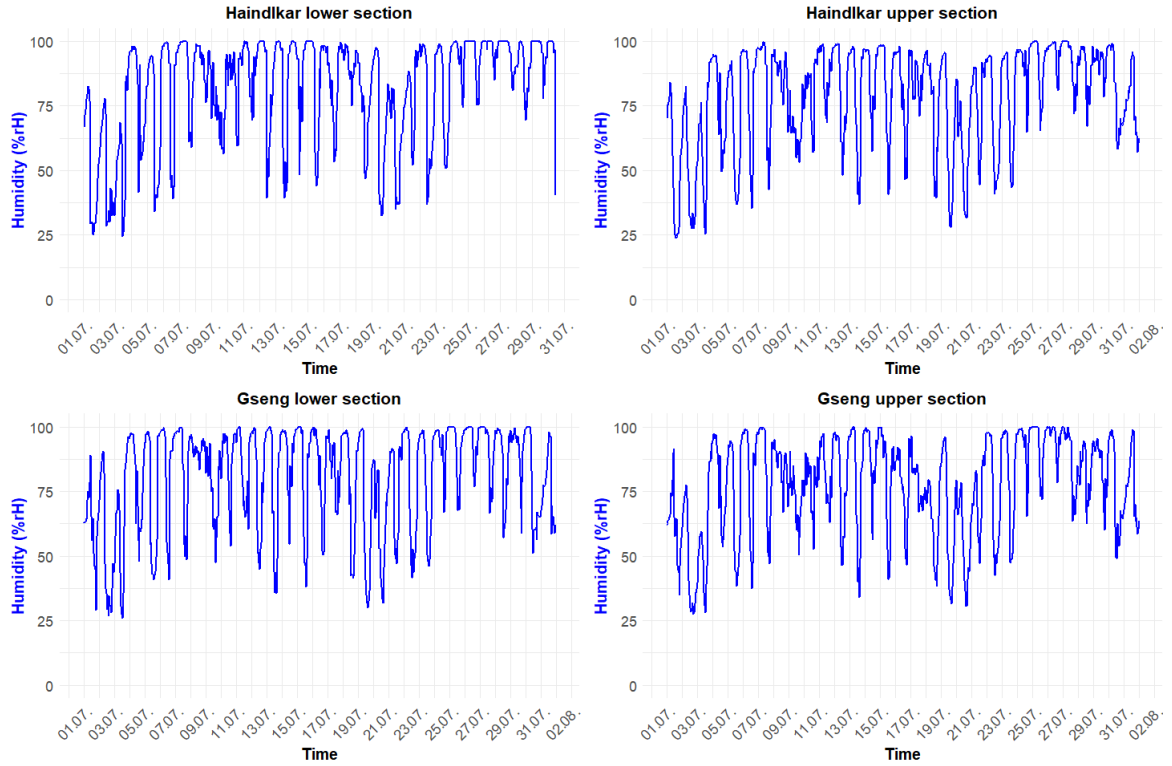 Haindlkar lower section
Humidity (%rH)
100
75
50
25
0
01.07. 03.07. 05.07. 07.07. 09.07. 11.07. 13.07. 15.07. 17.07. 19.07. 21.07. 23.07. 25.07. 27.07. 29.07. 31.07.
Time
Haindlkar upper section
Humidity (%rH)
100
75
50
25
0
01.07. 03.07. 05.07. 07.07. 09.07. 11.07. 13.07. 15.07. 17.07. 19.07. 21.07. 23.07. 25.07. 27.07. 29.07. 31.07. 02.08.
Time
Gseng lower section
Humidity (%rH)
100
75
50
25
0
01.07. 03.07. 05.07. 07.07. 09.07. 11.07. 13.07. 15.07. 17.07. 19.07. 21.07. 23.07. 25.07. 27.07. 29.07. 31.07. 02.08.
Time
Gseng upper section
Humidity (%rH)
100
75
50
25
0
01.07. 03.07. 05.07. 07.07. 09.07. 11.07. 13.07. 15.07. 17.07. 19.07. 21.07. 23.07. 25.07. 27.07. 29.07. 31.07. 02.08.
Time